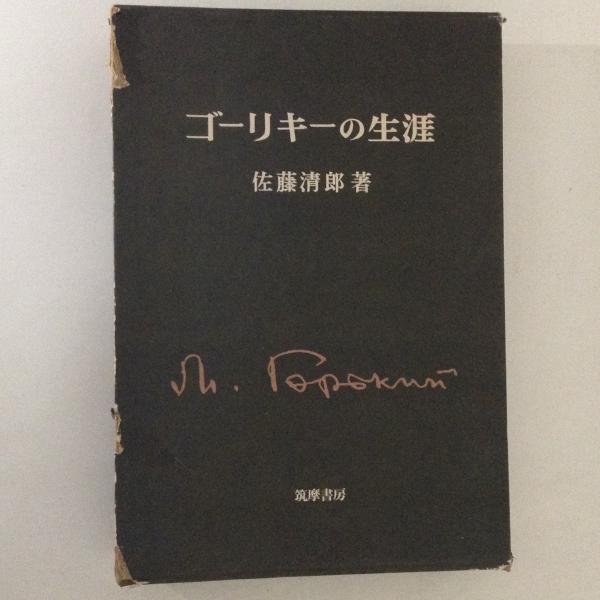 ゴーリキーの生涯
佐藤清郎著
М. Горький
筑摩書房